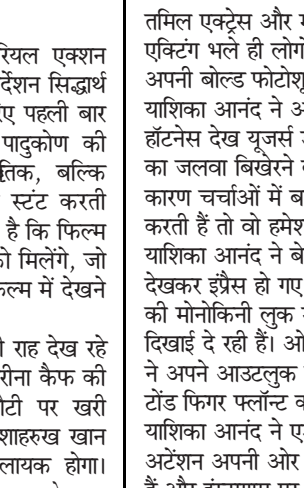 रियल एक्शन
र्देशन सिद्धार्थ
ए पहली बार
पादुकोण की
बल्कि
स्टंट करती
है कि फिल्म
मिलेंगे, जो
में देखने
राह देख रहे
रीना कैफ की
पर खरी
शाहरुख खान
लायक होगा।
तमिल एक्ट्रेस और
एक्टिंग भले ही लोगो
अपनी बोल्ड फोटोशू
याशिका आनंद ने अ
हॉटनेस देख यूजर्स
का जलवा बिखेरने
कारण चर्चाओं में ब
करती हैं तो वो हमेश
याशिका आनंद ने बे
देखकर इंप्रैस हो गए
की मोनोकिनी लुक
दिखाई दे रही हैं। ओ
ने अपने आउटलुक
टोंड फिगर फ्लॉन्ट क
याशिका आनंद ने ए
अटेंशन अपनी ओर